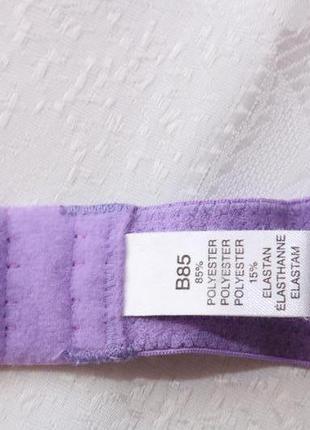 B85
85%
POLYESTER
POLYESTER
POLYESTER
15%
ELASTAN
ÉLASTHANNE
ELASTAM